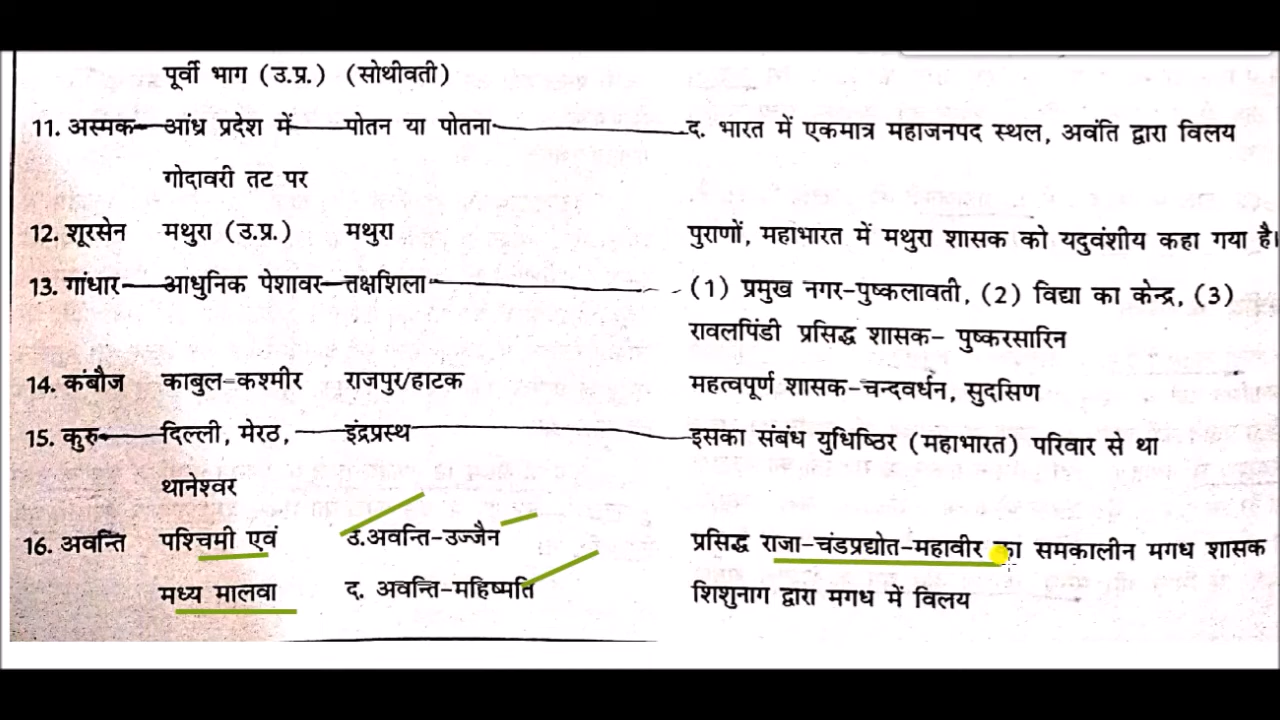 पूर्वी भाग (उ.प्र.) (सोथीवती)
11. अस्मक आंध्र प्रदेश में पोतन या पोतना द. भारत में एकमात्र महाजनपद स्थल, अवंति द्वारा विलय
गोदावरी तट पर
12. शूरसेन मथुरा (उ.प्र.) मथुरा पुराणों, महाभारत में मथुरा शासक को यदुवंशीय कहा गया है।
13. गांधार आधुनिक पेशावर तक्षशिला (1) प्रमुख नगर-पुष्कलावती, (2) विद्या का केन्द्र, (3)
रावलपिंडी प्रसिद्ध शासक- पुष्करसारिन
14. कंबौज काबुल-कश्मीर राजपुर/हाटक महत्वपूर्ण शासक-चन्दवर्धन, सुदसिण
15. कुरु दिल्ली, मेरठ, इंद्रप्रस्थ इसका संबंध युधिष्ठिर (महाभारत) परिवार से था
थानेश्वर
16. अवन्ति पश्चिमी एवं उ.अवन्ति-उज्जैन प्रसिद्ध राजा-चंडप्रद्योत-महावीर का समकालीन मगध शासक
मध्य मालवा द. अवन्ति-महिष्मति शिशुनाग द्वारा मगध में विलय